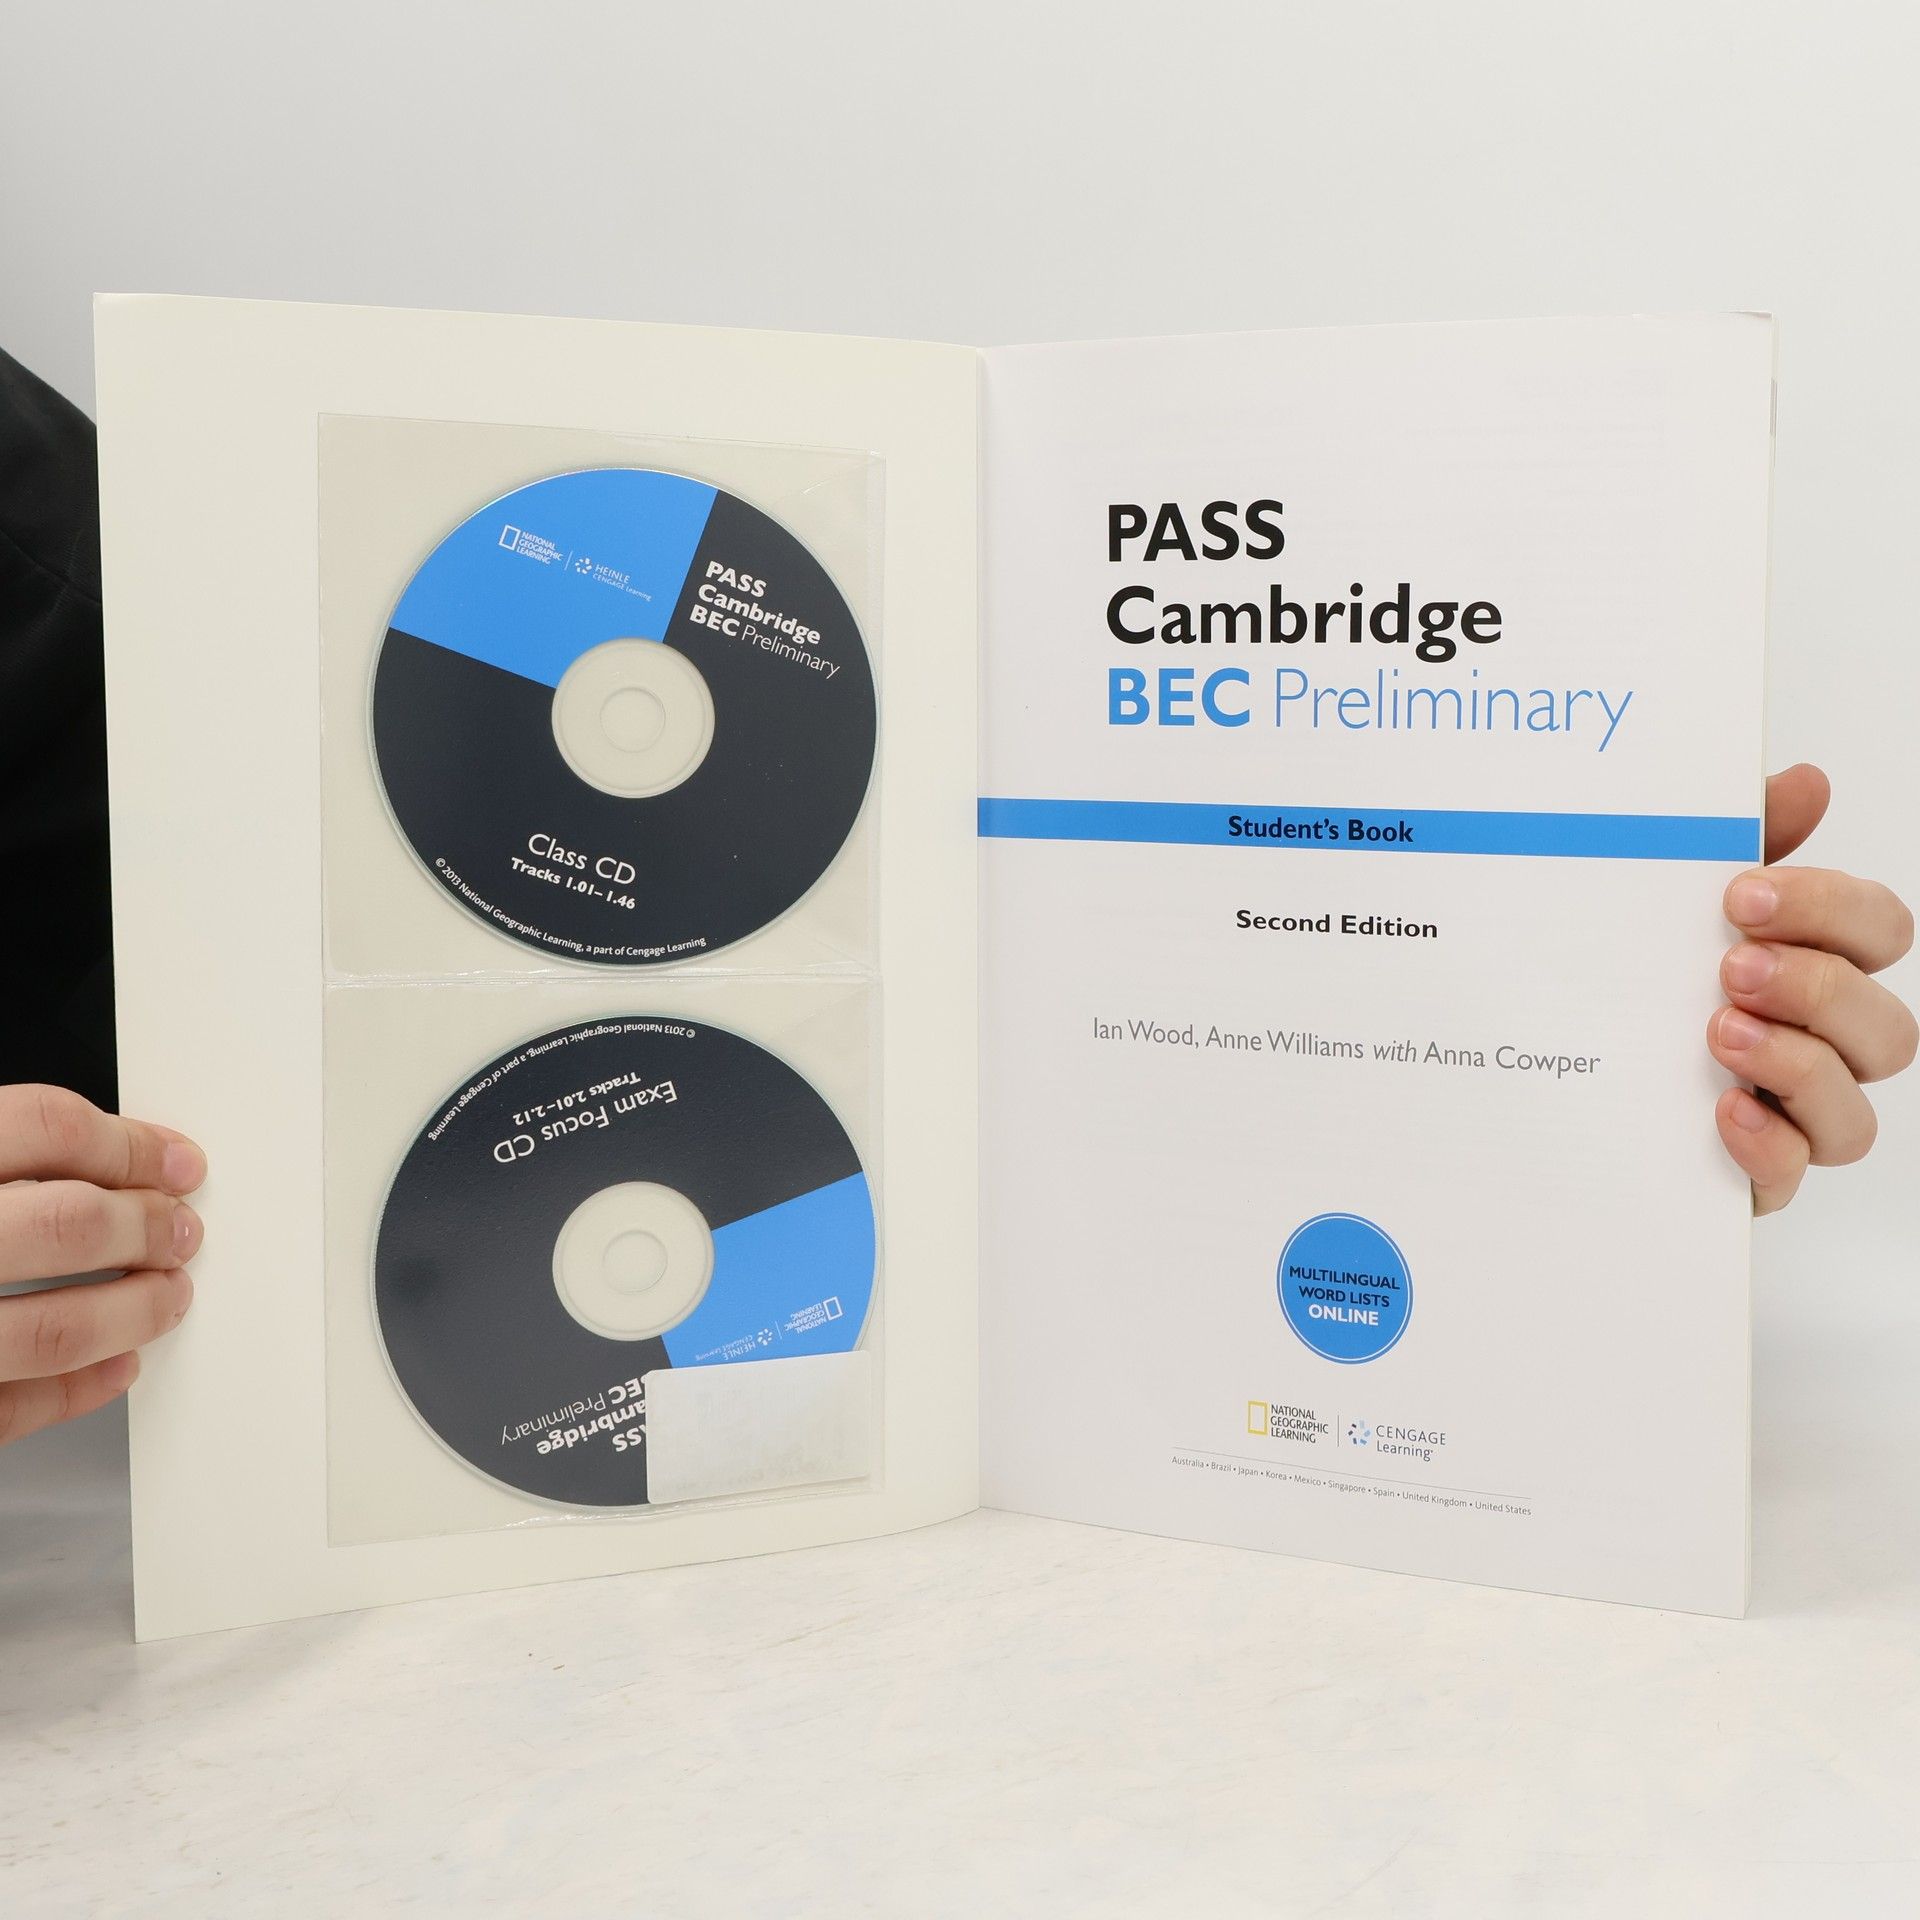 NATIONAL
GEOGRAPHIC
LEARNING
HEINLE
CENGAGE Learning
PASS
Cambridge
BEC Preliminary
Class CD
Tracks 1.01–1.46
© 2013 National Geographic Learning, a part of Cengage Learning
© 2013 National Geographic Learning, a part of Cengage Learning
Tracks 2.01–2.12
Exam Focus CD
NATIONAL
GEOGRAPHIC
LEARNING
HEINLE
CENGAGE Learning
BEC Preliminary
ambridge
ASS
PASS
Cambridge
BEC Preliminary
Student's Book
Second Edition
Ian Wood, Anne Williams with Anna Cowper
MULTILINGUAL
WORD LISTS
ONLINE
NATIONAL
GEOGRAPHIC
LEARNING
CENGAGE
Learning™
Australia • Brazil • Japan • Korea • Mexico • Singapore • Spain • United Kingdom • United States